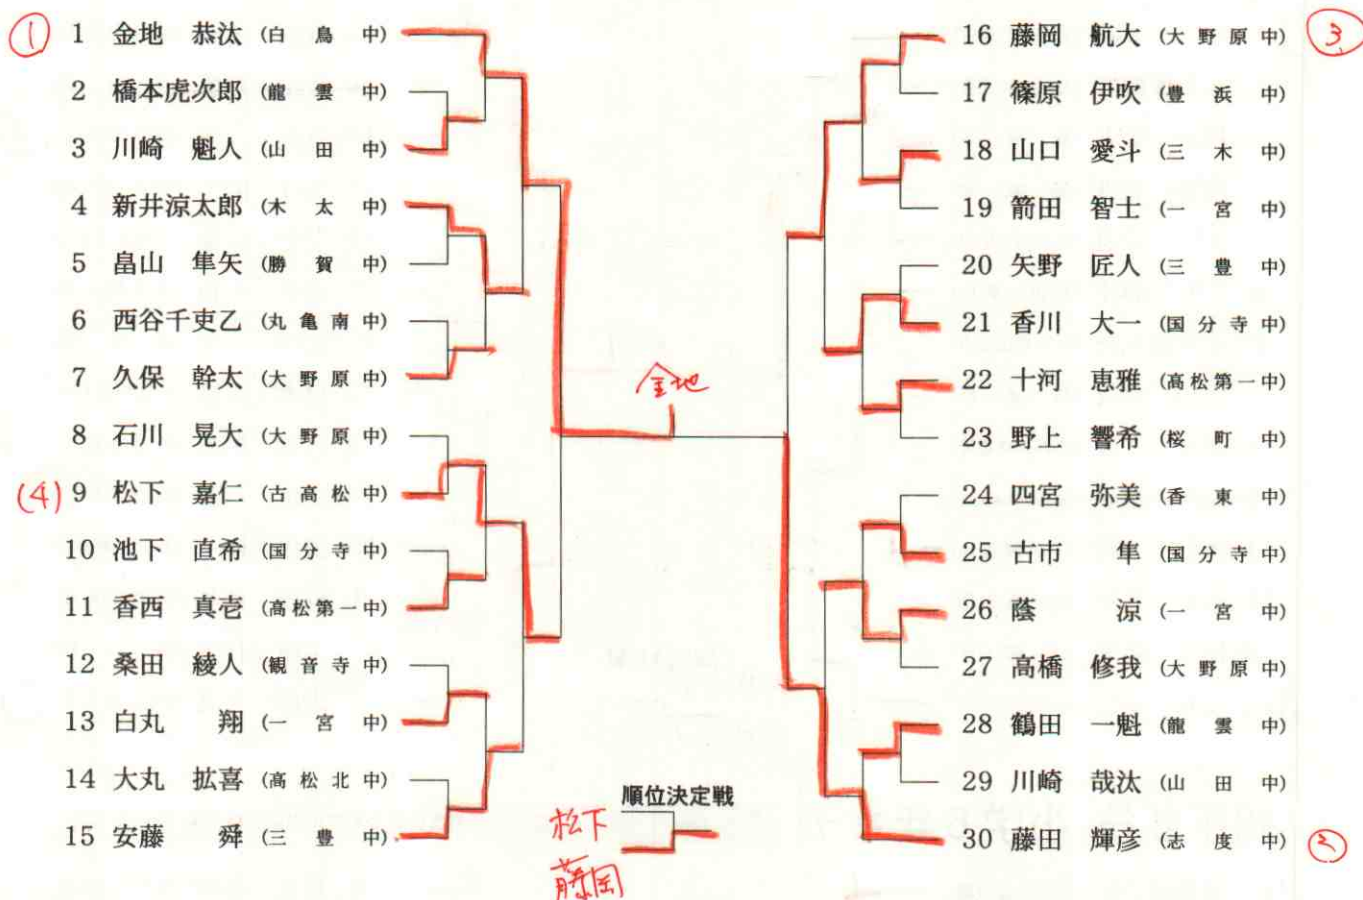 ① 1 金地 恭汰 (白鳥中)
2 橋本虎次郎 (龍雲中)
3 川崎 魁人 (山田中)
4 新井涼太郎 (木太中)
5 畠山 隼矢 (勝賀中)
6 西谷千吏乙 (丸亀南中)
7 久保 幹太 (大野原中)
8 石川 晃大 (大野原中)
(4) 9 松下 嘉仁 (古高松中)
10 池下 直希 (国分寺中)
11 香西 真壱 (高松第一中)
12 桑田 綾人 (観音寺中)
13 白丸 翔 (一宮中)
14 大丸 拡喜 (高松北中)
15 安藤 舜 (三豊中)
金地
順位決定戦
松下
藤岡
16 藤岡 航大 (大野原中) ③
17 篠原 伊吹 (豊浜中)
18 山口 愛斗 (三木中)
19 箭田 智士 (一宮中)
20 矢野 匠人 (三豊中)
21 香川 大一 (国分寺中)
22 十河 恵雅 (高松第一中)
23 野上 響希 (桜町中)
24 四宮 弥美 (香東中)
25 古市 隼 (国分寺中)
26 蔭 涼 (一宮中)
27 高橋 修我 (大野原中)
28 鶴田 一魁 (龍雲中)
29 川崎 哉汰 (山田中)
30 藤田 輝彦 (志度中) ②